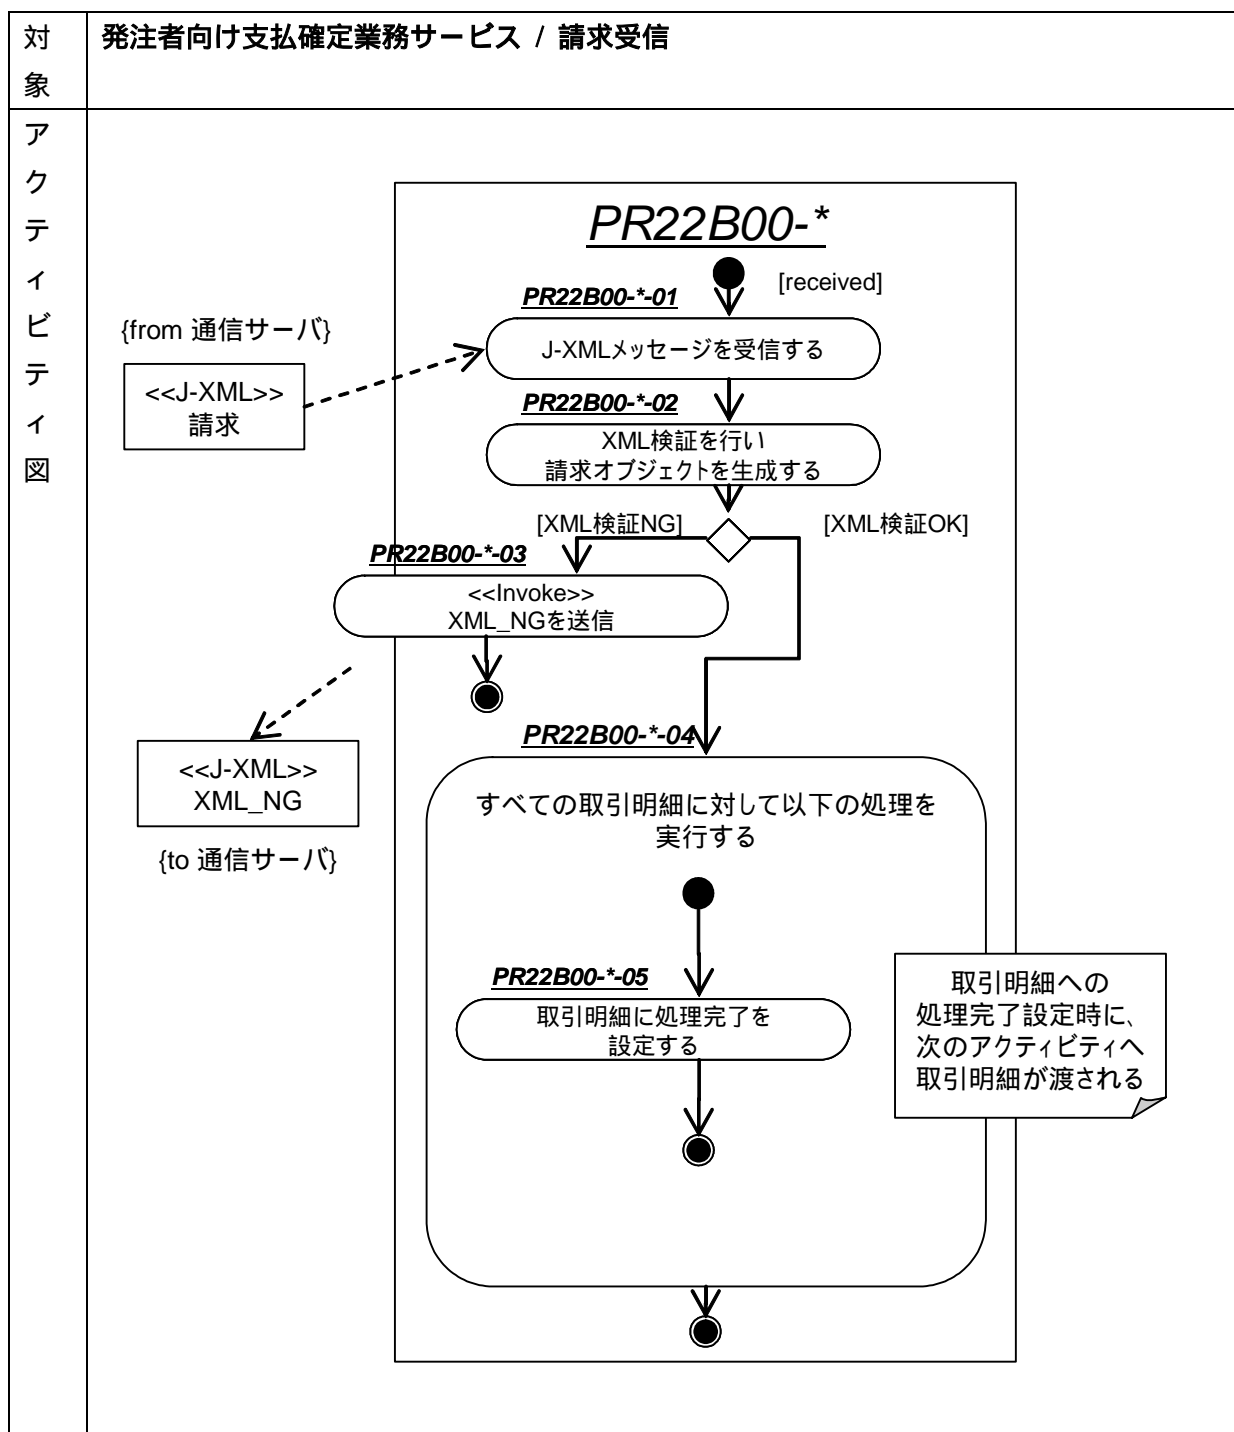 対象
発注者向け支払確定業務サービス / 請求受信
アクティビティ図
PR22B00-*
[received]
PR22B00-*-01
J-XMLメッセージを受信する
{from 通信サーバ}
<<J-XML>>
請求
PR22B00-*-02
XML検証を行い
請求オブジェクトを生成する
[XML検証NG]
[XML検証OK]
PR22B00-*-03
<<Invoke>>
XML_NGを送信
<<J-XML>>
XML_NG
{to 通信サーバ}
PR22B00-*-04
すべての取引明細に対して以下の処理を
実行する
PR22B00-*-05
取引明細に処理完了を
設定する
取引明細への
処理完了設定時に、
次のアクティビティへ
取引明細が渡される